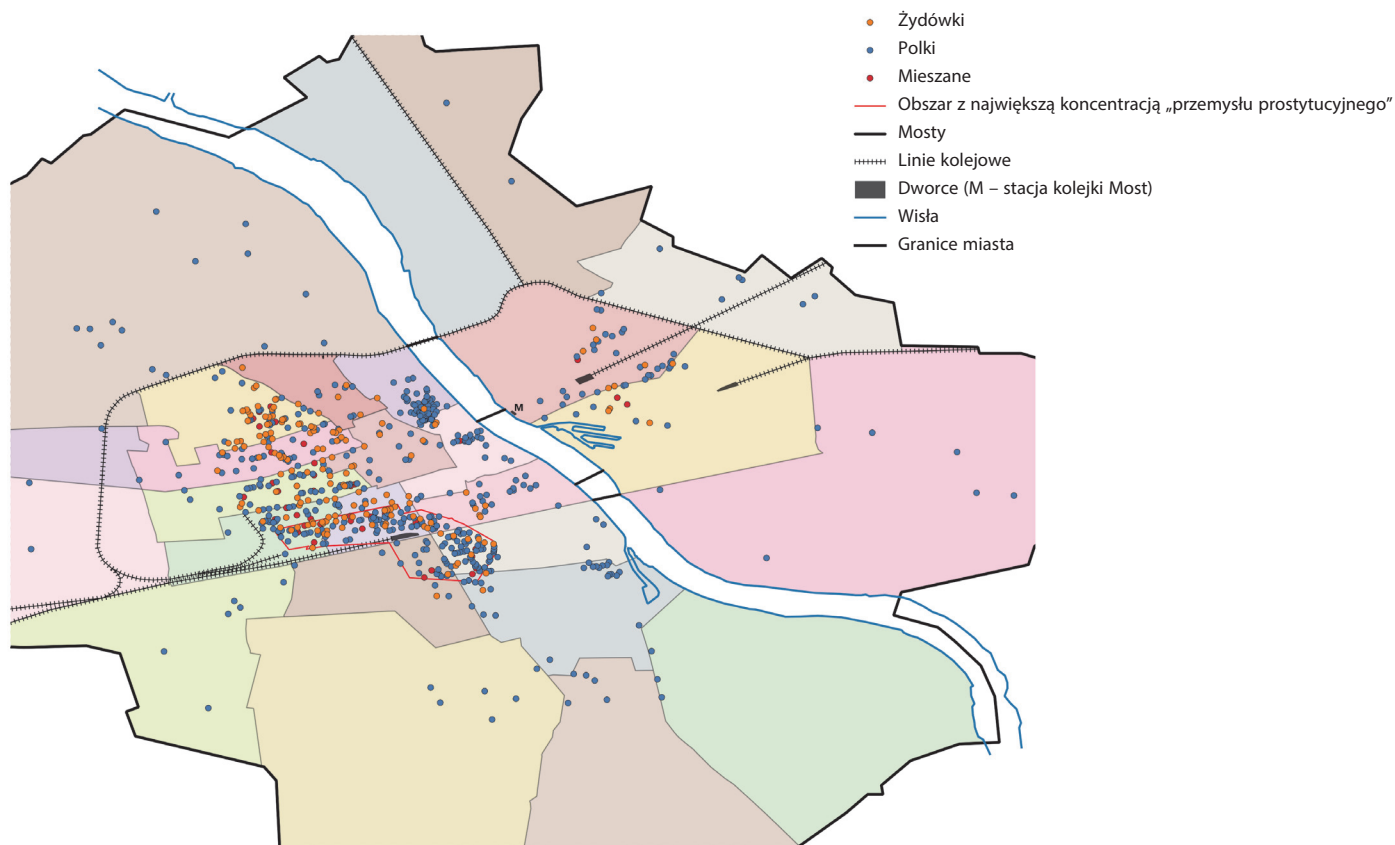 Żydówki
Polki
Mieszane
Obszar z największą koncentracją „przemysłu prostytucyjnego”
Mosty
Linie kolejowe
Dworce (M – stacja kolejki Most)
Wisła
Granice miasta
M